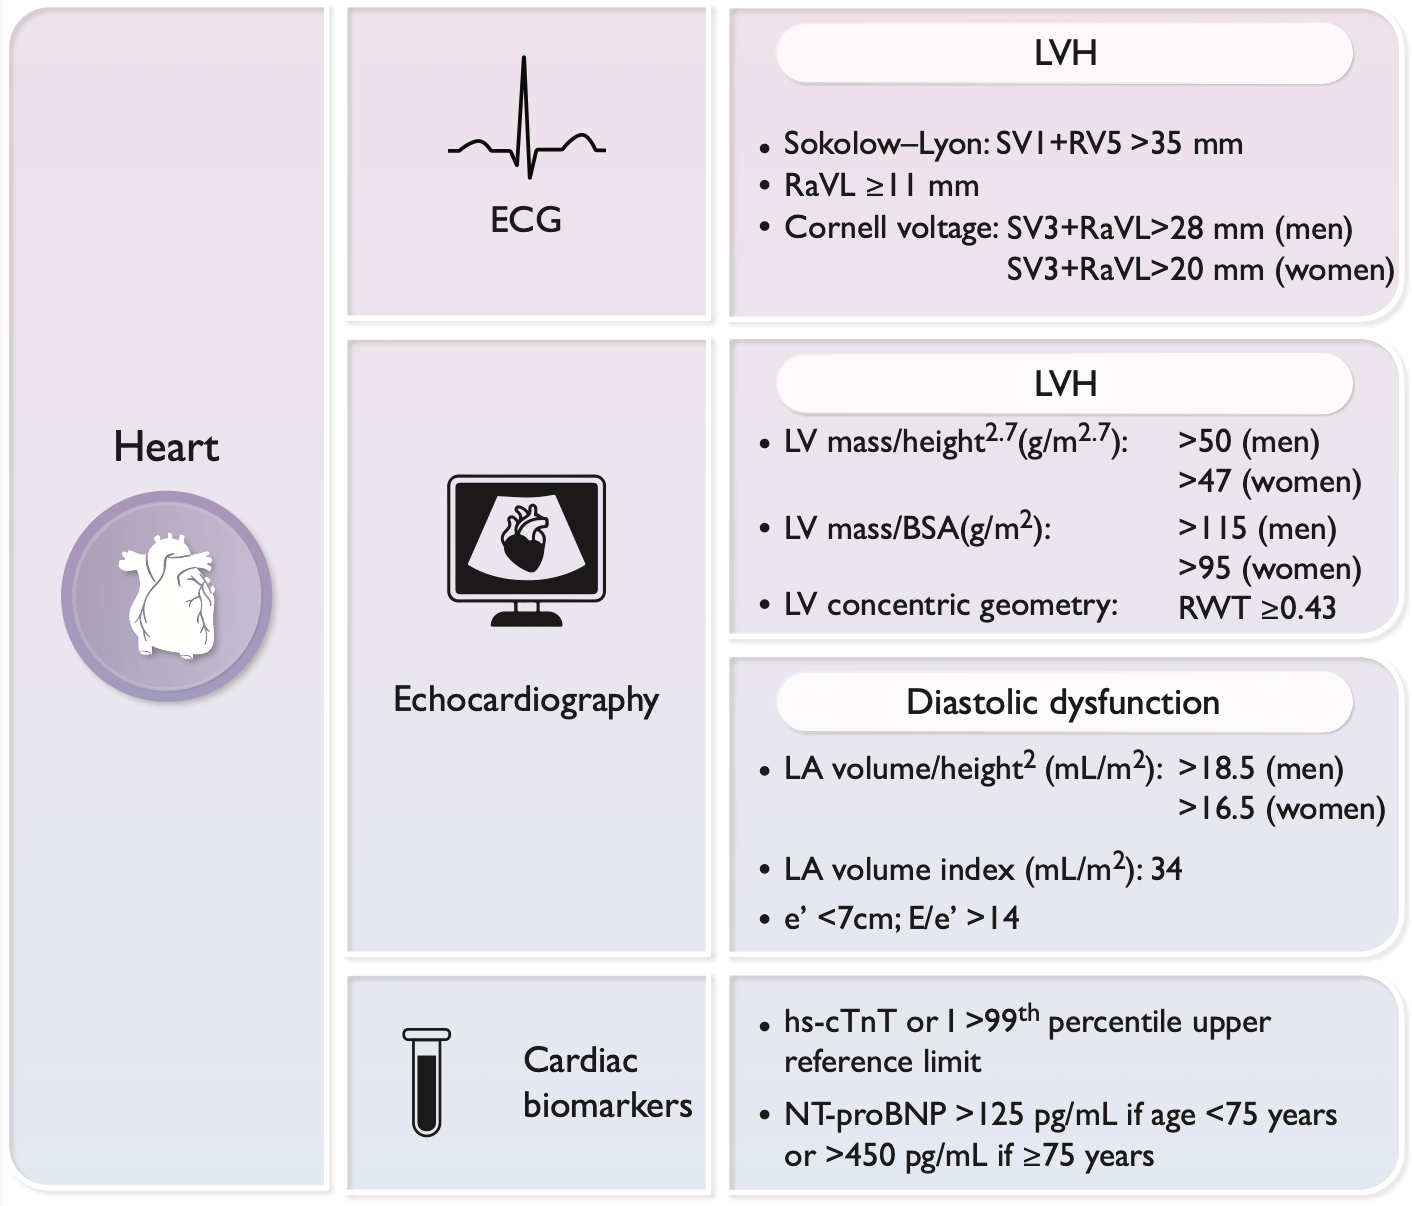 Heart
ECG
LVH
• Sokolow–Lyon: SV1+RV5 >35 mm
• RaVL ≥11 mm
• Cornell voltage: SV3+RaVL>28 mm (men)
SV3+RaVL>20 mm (women)
Echocardiography
LVH
• LV mass/height²·⁷(g/m²·⁷): >50 (men)
>47 (women)
• LV mass/BSA(g/m²): >115 (men)
>95 (women)
• LV concentric geometry: RWT ≥0.43
Diastolic dysfunction
• LA volume/height² (mL/m²): >18.5 (men)
>16.5 (women)
• LA volume index (mL/m²): 34
• e’ <7cm; E/e’ >14
Cardiac
biomarkers
• hs-cTnT or I >99th percentile upper
reference limit
• NT-proBNP >125 pg/mL if age <75 years
or >450 pg/mL if ≥75 years